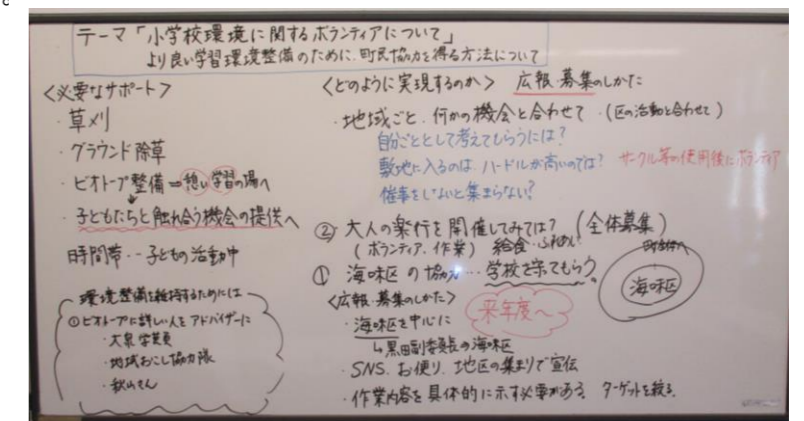 テーマ「小学校環境に関するボランティアについて」
より良い学習環境整備のために、町民協力を得る方法について
<必要なサポート>
・草刈り
・グラウンド除草
・ビオトープ整備⇒憩い学習の場へ
・子どもたちと触れ合う機会の提供へ
時間帯‥子どもの活動中
環境整備を維持するためには
①ビオトープに詳しい人をアドバイザーに
・大泉学芸員
・地域おこし協力隊
・秋山さん
<どのように実現するのか> 広報・募集のしかた
・地域ごと、何かの機会と合わせて・(区の活動と合わせて)
自分ごととして考えてもらうには?
敷地に入るのは、ハードルが高いのでは? サークル等の使用後にボランティア
催事をしないと集まらない?
② 大人の楽行を開催してみては? (全体募集)
(ボランティア、作業) 給食・ふれあい
① 海味区の協力…学校を守ってもらう。
海味区
<広報・募集のしかた>
来年度へ
・海味区を中心に
↳黒田副委員長の海味区
・SNS、お便り、地区の集まりで宣伝
・作業内容を具体的に示す必要がある。 ターゲットを絞る。